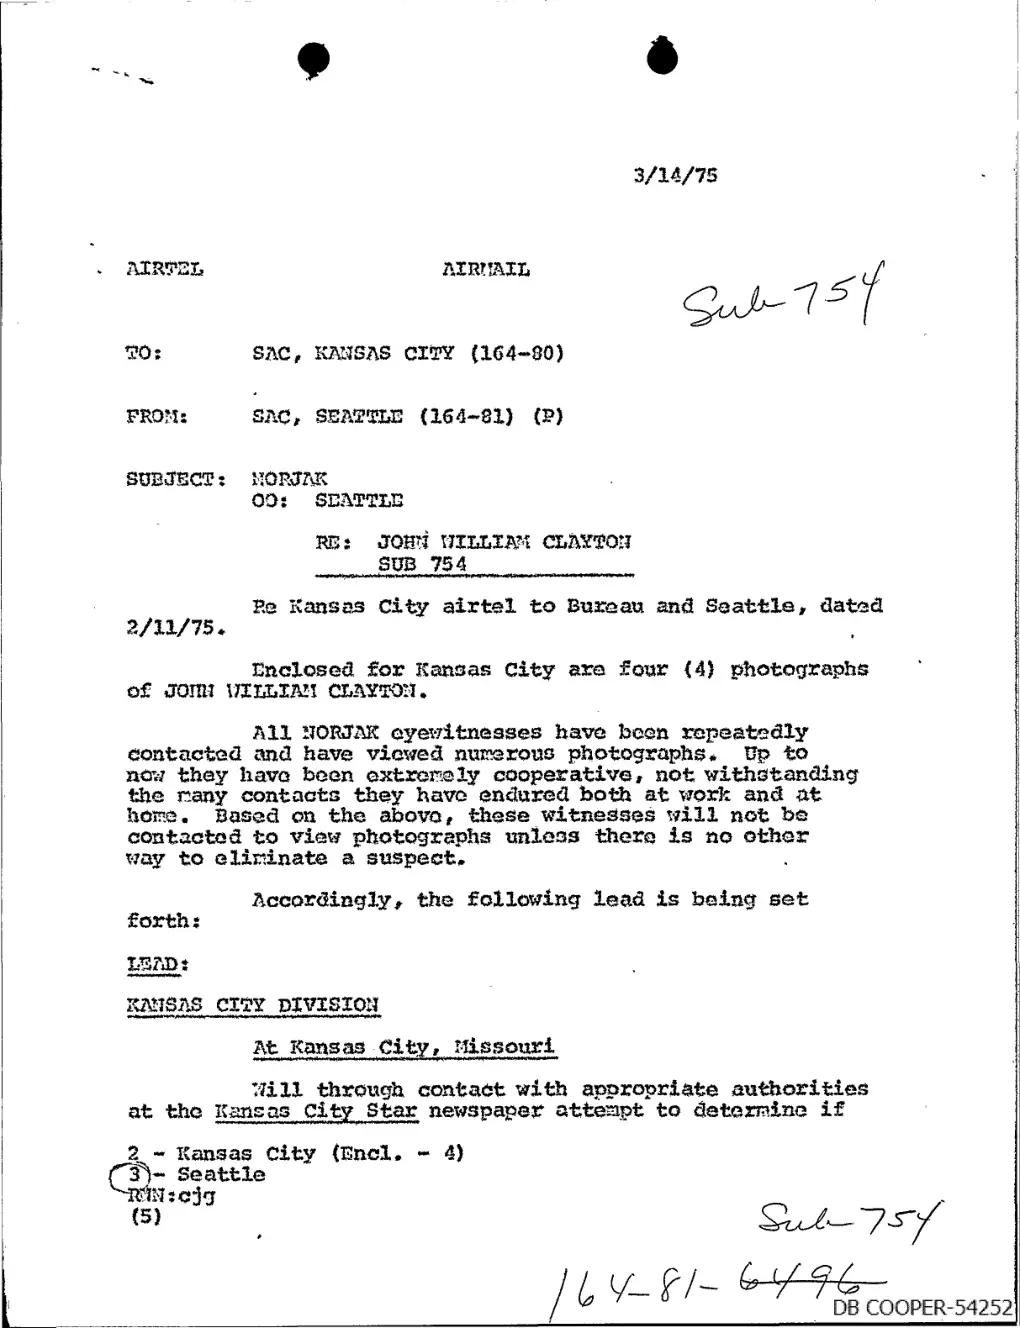 3/14/75
AIRTEL AIRMAIL
Sub 754
TO: SAC, KANSAS CITY (164-80)
FROM: SAC, SEATTLE (164-81) (P)
SUBJECT: NORJAK
OO: SEATTLE
RE: JOHN WILLIAM CLAYTON
SUB 754
Re Kansas City airtel to Bureau and Seattle, dated
2/11/75.
Enclosed for Kansas City are four (4) photographs
of JOHN WILLIAM CLAYTON.
All NORJAK eyewitnesses have been repeatedly
contacted and have viewed numerous photographs. Up to
now they have been extremely cooperative, not withstanding
the many contacts they have endured both at work and at
home. Based on the above, these witnesses will not be
contacted to view photographs unless there is no other
way to eliminate a suspect.
Accordingly, the following lead is being set
forth:
LEAD:
KANSAS CITY DIVISION
At Kansas City, Missouri
Will through contact with appropriate authorities
at the Kansas City Star newspaper attempt to determine if
2 - Kansas City (Encl. - 4)
3 - Seattle
:cjg
(5)
Sub-754
164-81-6496
DB COOPER-54252